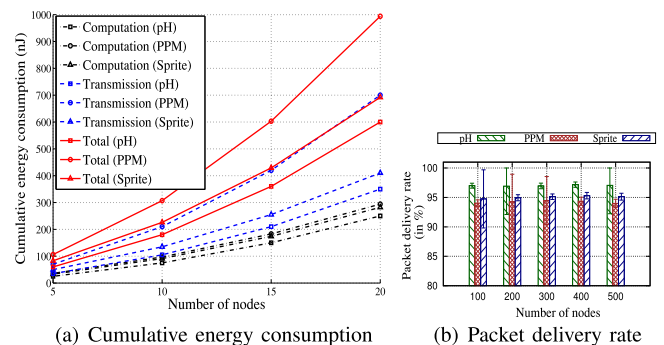 Cumulative energy consumption (nJ)
1000
900
800
700
600
500
400
300
200
100
0
Computation (pH)
Computation (PPM)
Computation (Sprite)
Transmission (pH)
Transmission (PPM)
Transmission (Sprite)
Total (pH)
Total (PPM)
Total (Sprite)
5 10 15 20
Number of nodes
(a) Cumulative energy consumption
pH PPM Sprite
Packet delivery rate
(in %)
100
95
90
85
80
100 200 300 400 500
Number of nodes
(b) Packet delivery rate